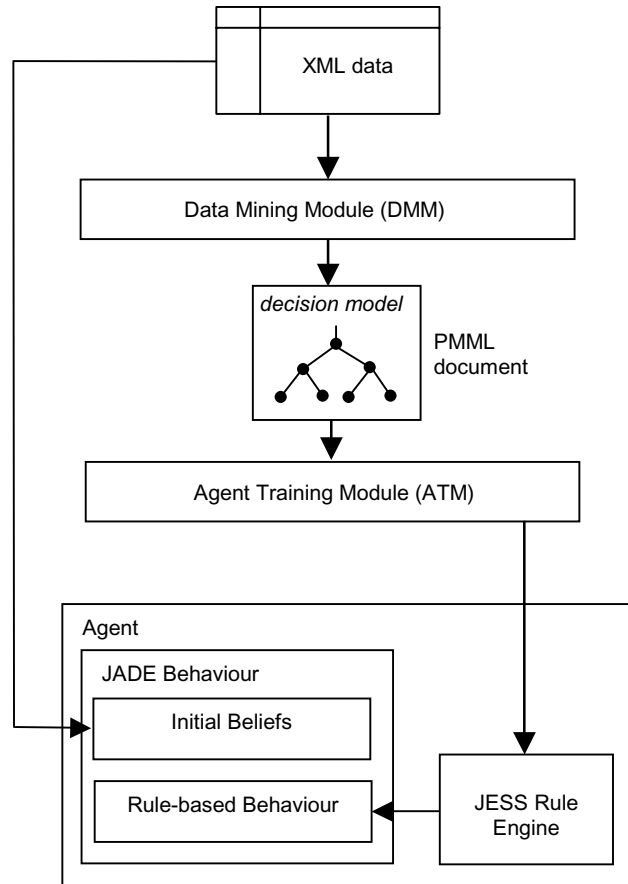 XML data
Data Mining Module (DMM)
decision model
PMML
document
Agent Training Module (ATM)
Agent
JADE Behaviour
Initial Beliefs
Rule-based Behaviour
JESS Rule
Engine